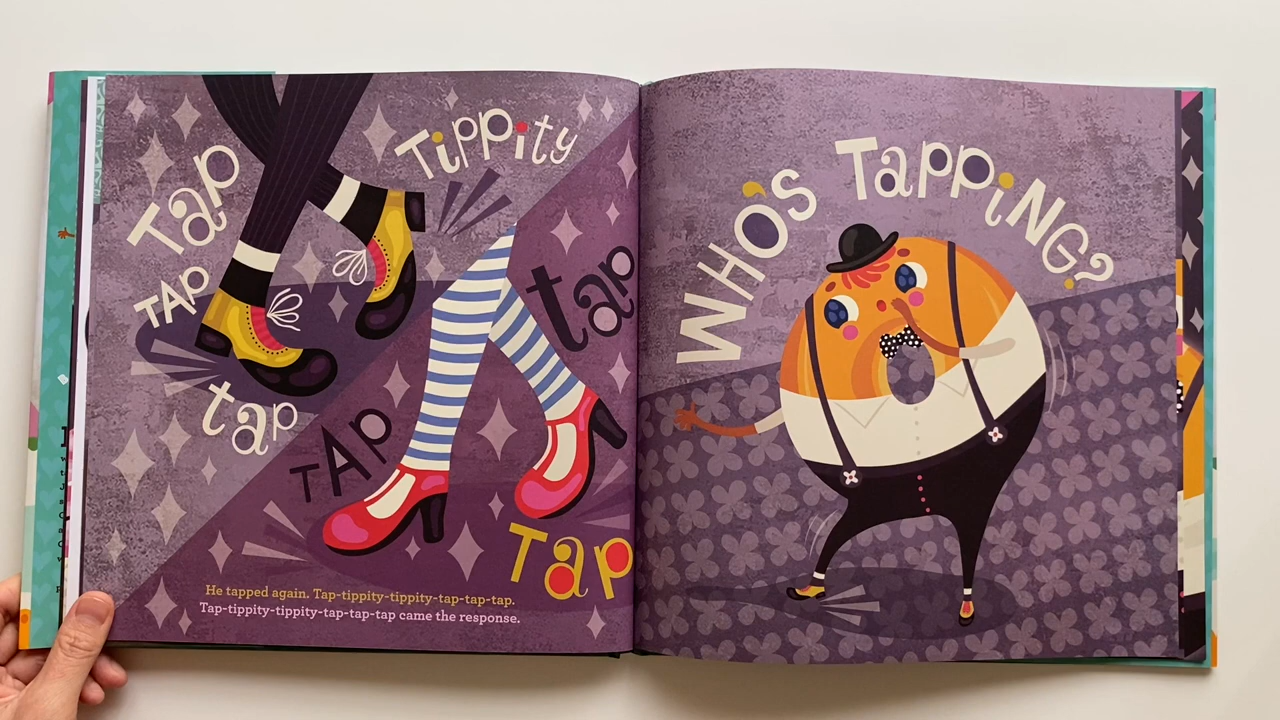 Tap
Tippity
TAP
tap
tap
TAP
Tap
He tapped again. Tap-tippity-tippity-tap-tap-tap.
Tap-tippity-tippity-tap-tap-tap came the response.
WHO'S TAPPiNG?